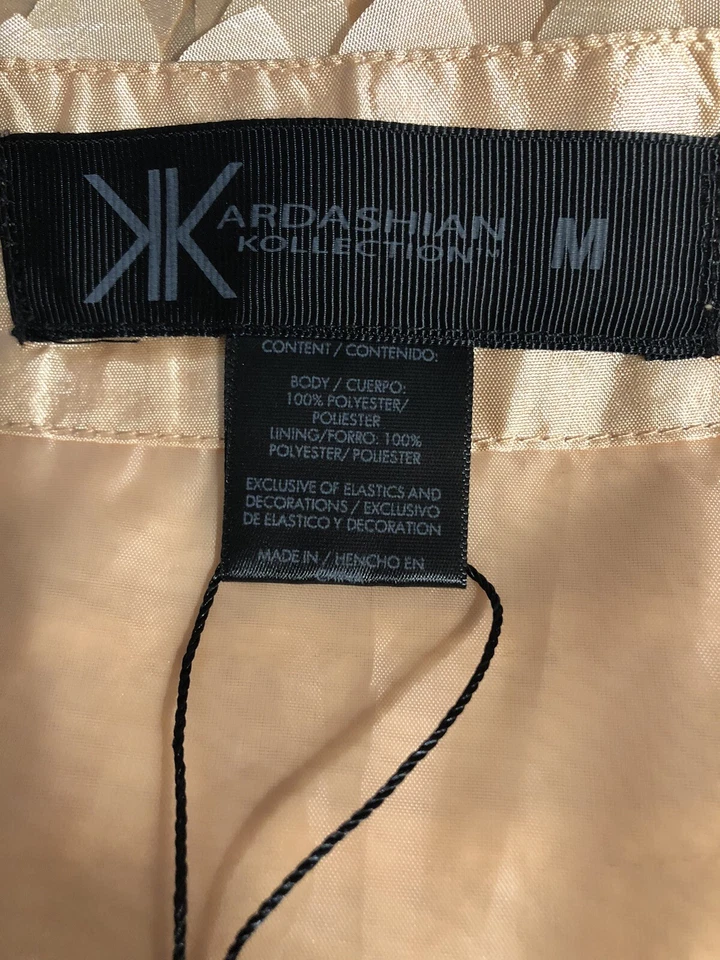 KARDASHIAN
KOLLECTION™ M
CONTENT / CONTENIDO:
BODY / CUERPO:
100% POLYESTER/
POLIESTER
LINING/FORRO: 100%
POLYESTER/ POLIESTER
EXCLUSIVE OF ELASTICS AND
DECORATIONS / EXCLUSIVO
DE ELASTICO Y DECORATION
MADE IN / HENCHO EN